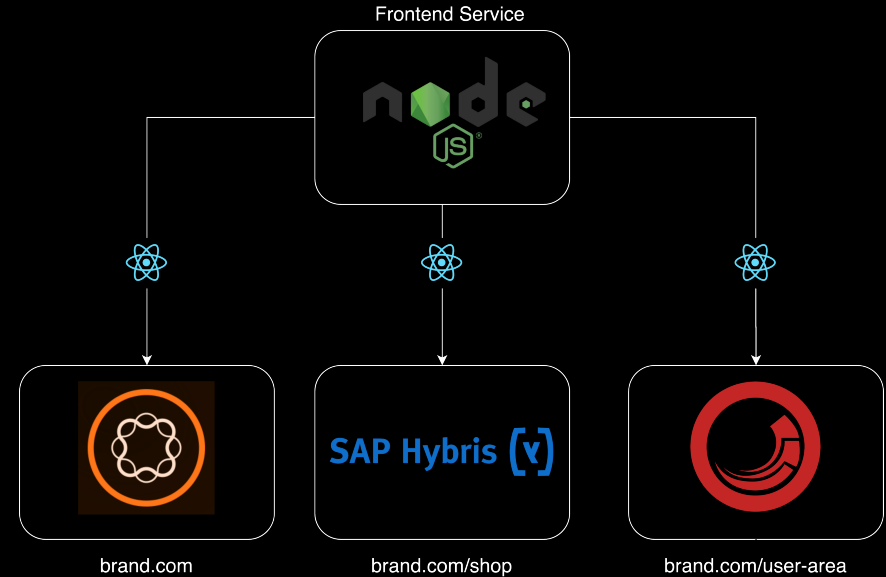 Frontend Service
node
JS
®
SAP Hybris (y)
brand.com
brand.com/shop
brand.com/user-area